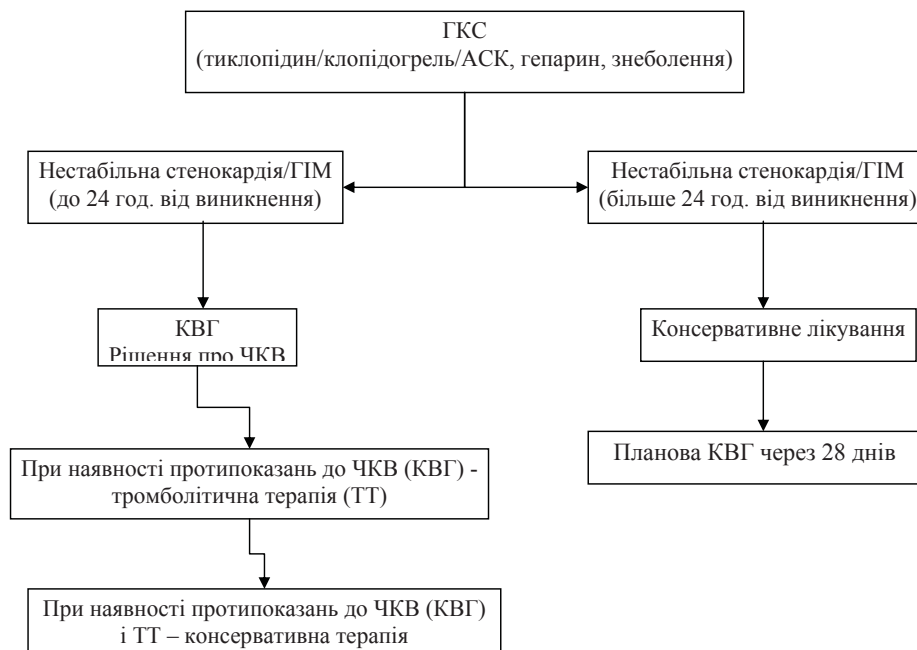 ГКС
(тиклопідин/клопідогрель/АСК, гепарин, знеболення)
Нестабільна стенокардія/ГІМ
(до 24 год. від виникнення)
Нестабільна стенокардія/ГІМ
(більше 24 год. від виникнення)
КВГ
Рішення про ЧКВ
Консервативне лікування
При наявності протипоказань до ЧКВ (КВГ) -
тромболітична терапія (ТТ)
Планова КВГ через 28 днів
При наявності протипоказань до ЧКВ (КВГ)
і ТТ – консервативна терапія